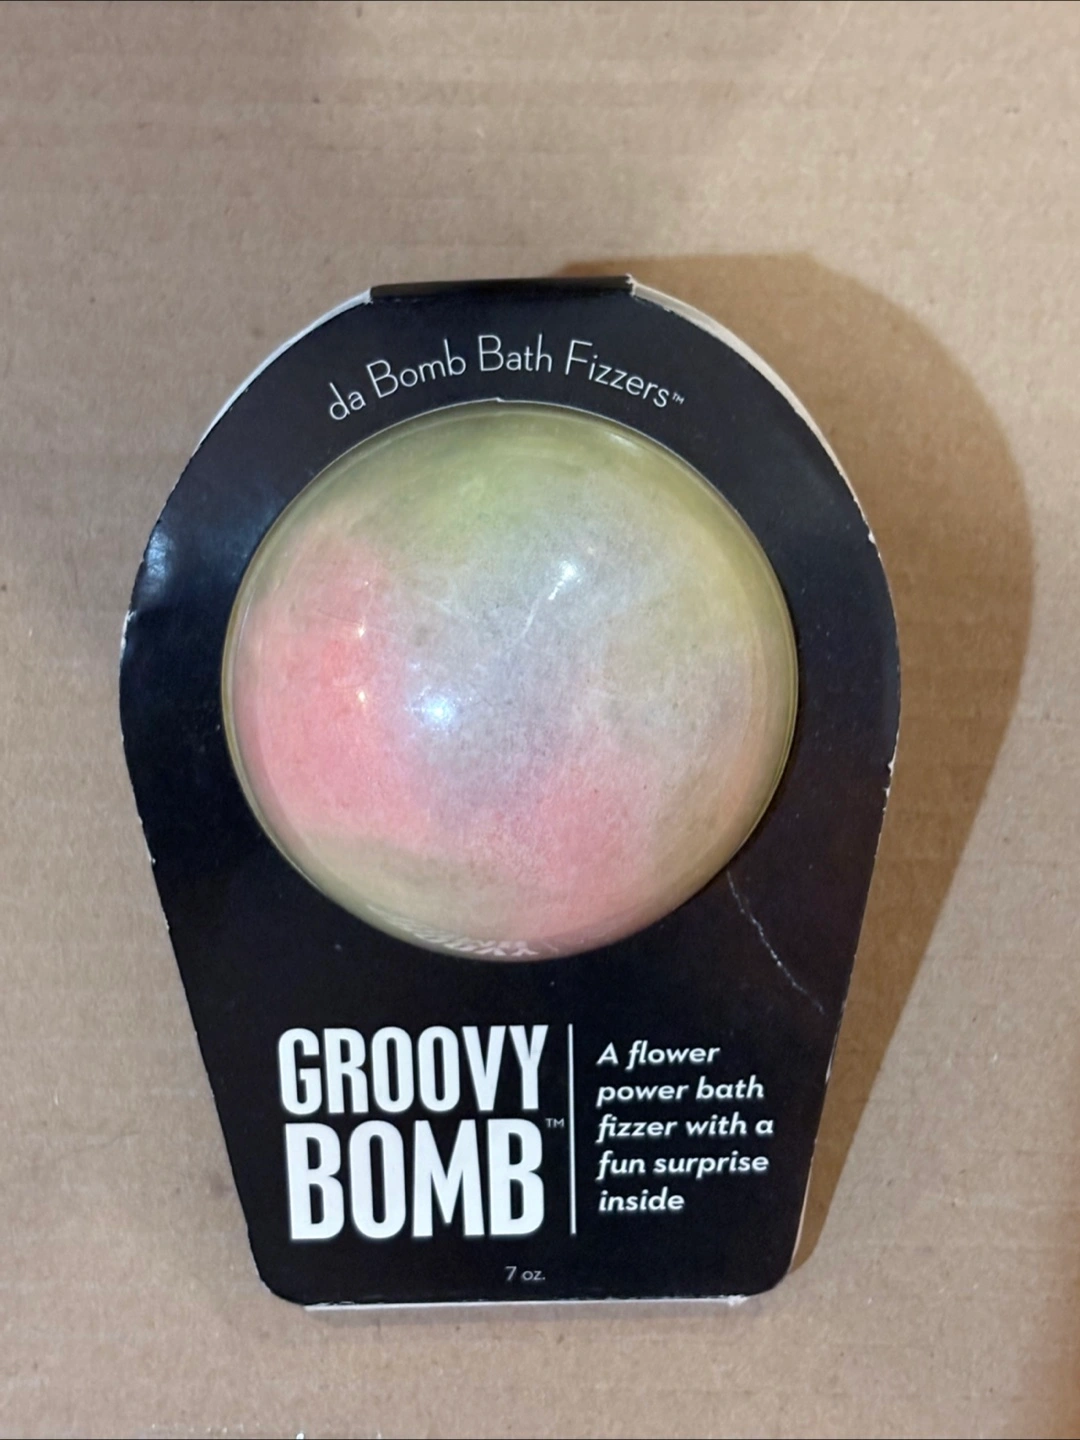 da Bomb Bath Fizzers™
GROOVY
BOMB™
A flower
power bath
fizzer with a
fun surprise
inside
7 oz.